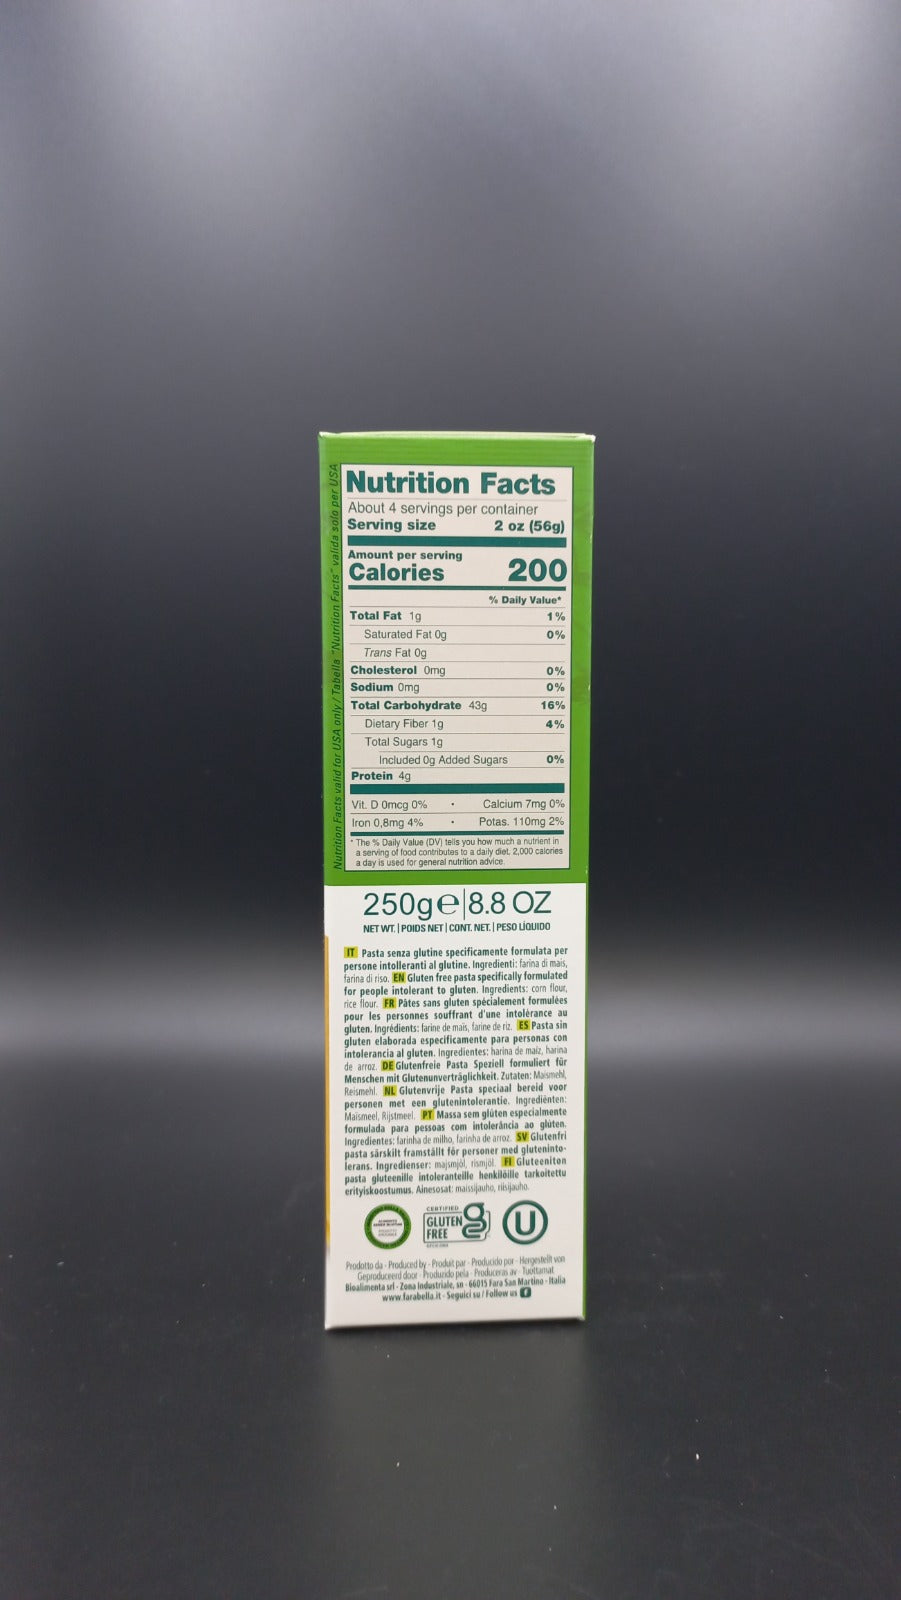 Nutrition Facts valid for USA only / Tabella "Nutrition Facts" valida solo per USA
Nutrition Facts
About 4 servings per container
Serving size 2 oz (56g)
Amount per serving
Calories 200
% Daily Value*
Total Fat 1g 1%
Saturated Fat 0g 0%
Trans Fat 0g
Cholesterol 0mg 0%
Sodium 0mg 0%
Total Carbohydrate 43g 16%
Dietary Fiber 1g 4%
Total Sugars 1g
Included 0g Added Sugars 0%
Protein 4g
Vit. D 0mcg 0% • Calcium 7mg 0%
Iron 0,8mg 4% • Potas. 110mg 2%
* The % Daily Value (DV) tells you how much a nutrient in
a serving of food contributes to a daily diet. 2,000 calories
a day is used for general nutrition advice.
250g℮|8.8 OZ
NET WT. | POIDS NET | CONT. NET. | PESO LÍQUIDO
IT Pasta senza glutine specificamente formulata per
persone intolleranti al glutine. Ingredienti: farina di mais,
farina di riso. EN Gluten free pasta specifically formulated
for people intolerant to gluten. Ingredients: corn flour,
rice flour. FR Pâtes sans gluten spécialement formulées
pour les personnes souffrant d'une intolérance au
gluten. Ingrédients: farine de maïs, farine de riz. ES Pasta sin
gluten elaborada específicamente para personas con
intolerancia al gluten. Ingredientes: harina de maíz, harina
de arroz. DE Glutenfreie Pasta Speziell formuliert für
Menschen mit Glutenunverträglichkeit. Zutaten: Maismehl,
Reismehl. NL Glutenvrije Pasta speciaal bereid voor
personen met een glutenintolerantie. Ingrediënten:
Maismeel, Rijstmeel. PT Massa sem glúten especialmente
formulada para pessoas com intolerância ao glúten.
Ingredientes: farinha de milho, farinha de arroz. SV Glutenfri
pasta särskilt framställt för personer med gluteninto-
lerans. Ingredienser: majsmjöl, rismjöl. FI Gluteeniton
pasta gluteenille intoleranteille henkilöille tarkoitettu
erityiskoostumus. Ainesosat: maissijauho, riisijauho.
CERTIFIED
GLUTEN
FREE
U
Prodotto da - Produced by - Produit par - Producido por - Hergestellt von
Geproduceerd door - Produzido pela - Produceras av - Tuottamat
Bioalimenta srl - Zona Industriale, sn - 66015 Fara San Martino - Italia
www.farabella.it - Seguici su / Follow us f